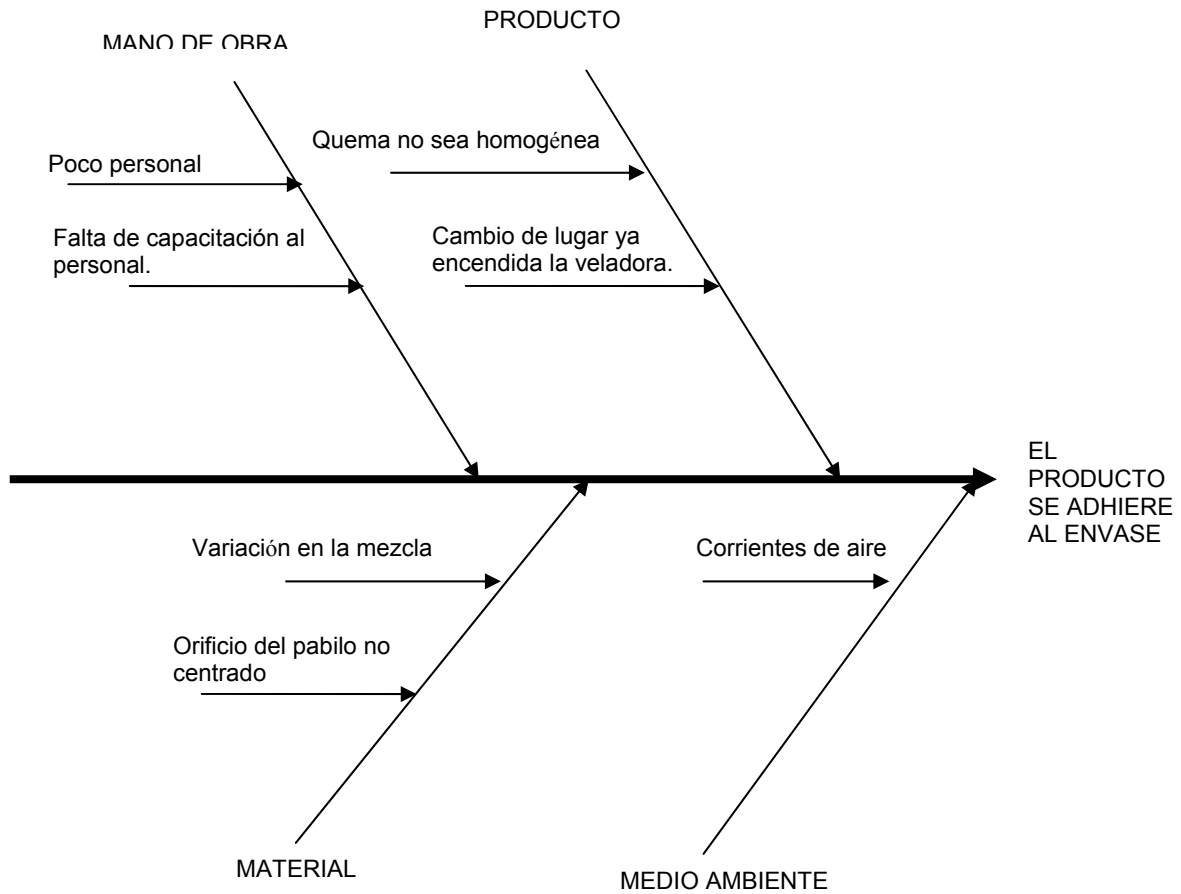 PRODUCTO
MANO DE OBRA
Quema no sea homogénea
Poco personal
Falta de capacitación al
personal.
Cambio de lugar ya
encendida la veladora.
EL
PRODUCTO
SE ADHIERE
AL ENVASE
Variación en la mezcla
Corrientes de aire
Orificio del pabilo no
centrado
MATERIAL
MEDIO AMBIENTE